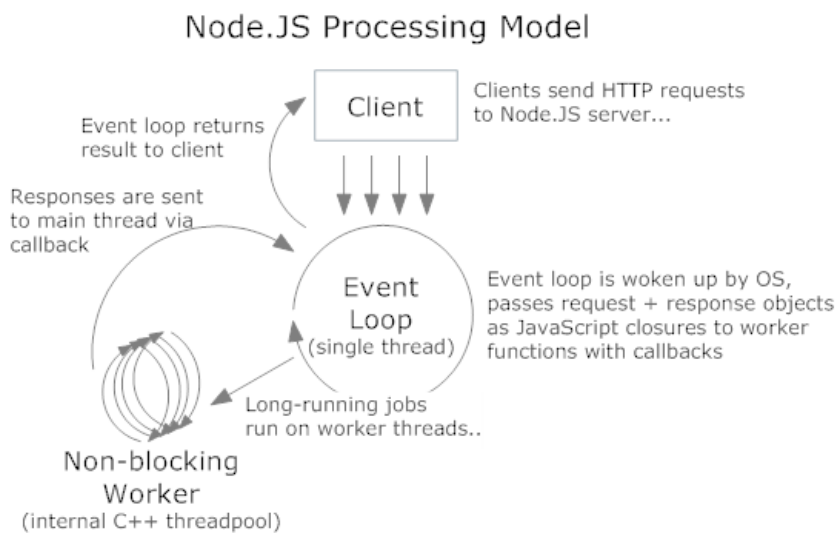 Node.JS Processing Model
Client
Clients send HTTP requests
to Node.JS server...
Event loop returns
result to client
Responses are sent
to main thread via
callback
Event
Loop
(single thread)
Event loop is woken up by OS,
passes request + response objects
as JavaScript closures to worker
functions with callbacks
Long-running jobs
run on worker threads..
Non-blocking
Worker
(internal C++ threadpool)